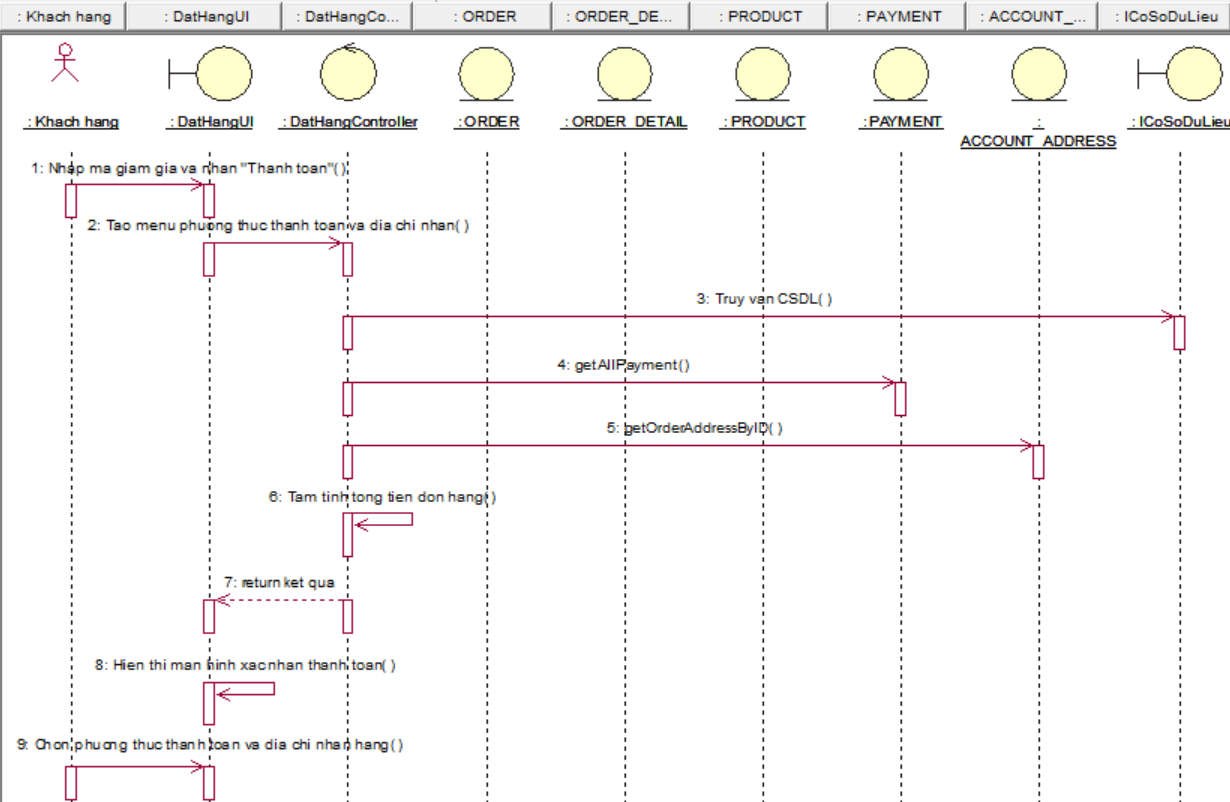 : Khach hang
: DatHangUI
: DatHangCo...
: ORDER
: ORDER_DE...
: PRODUCT
: PAYMENT
: ACCOUNT_...
: ICoSoDuLieu
: Khach hang
: DatHangUI
: DatHangController
: ORDER
: ORDER_DETAIL
: PRODUCT
: PAYMENT
:
ACCOUNT_ADDRESS
: ICoSoDuLieu
1: Nhap ma giam gia va nhan "Thanh toan"( )
2: Tao menu phuong thuc thanh toan va dia chi nhan( )
3: Truy van CSDL( )
4: getAllPayment( )
5: getOrderAddressByID( )
6: Tam tinh tong tien don hang( )
7: return ket qua
8: Hien thi man hinh xac nhan thanh toan( )
9: Chon phuong thuc thanh toan va dia chi nhan hang( )